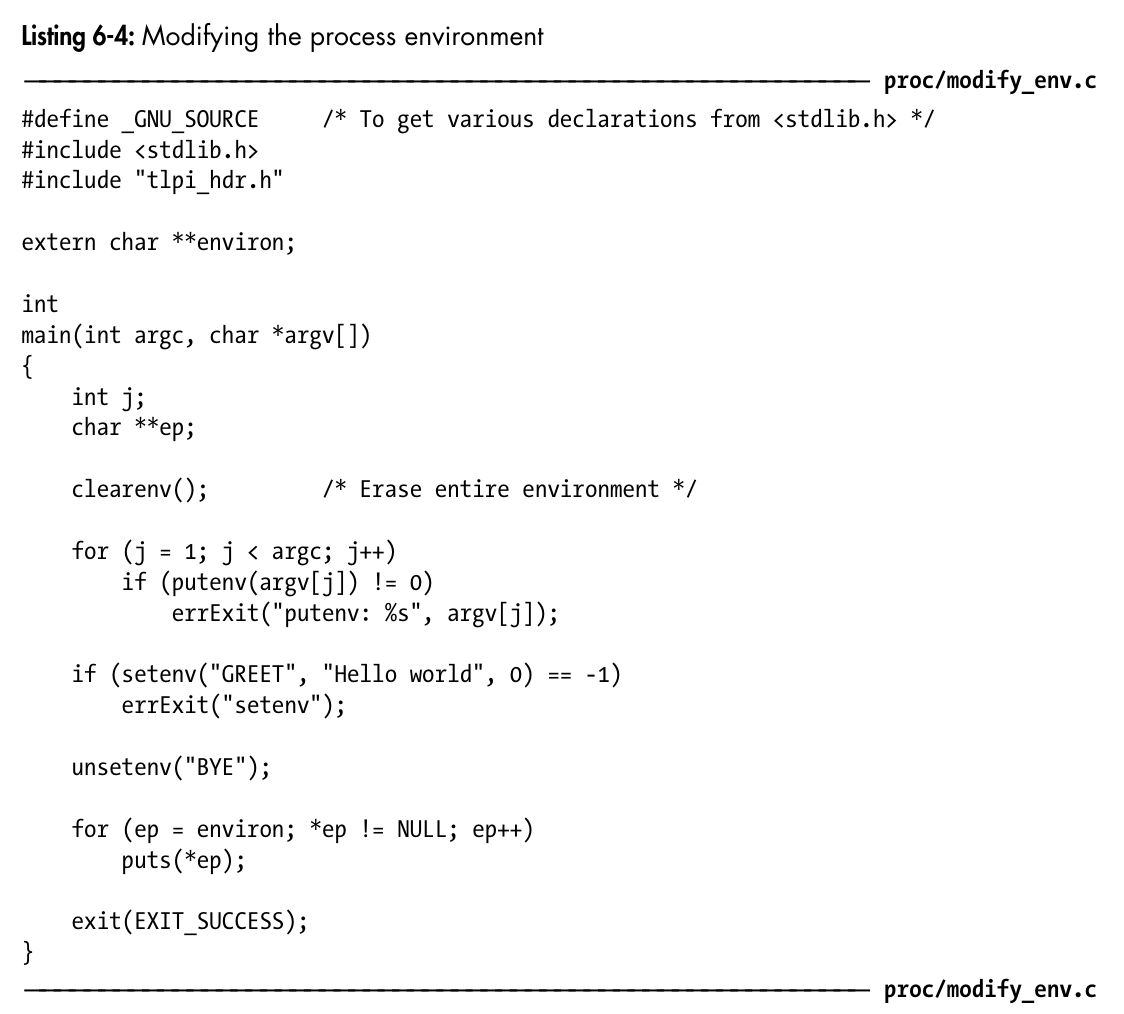 Listing 6-4: Modifying the process environment
proc/modify_env.c
#define _GNU_SOURCE     /* To get various declarations from <stdlib.h> */
#include <stdlib.h>
#include "tlpi_hdr.h"

extern char **environ;

int
main(int argc, char *argv[])
{
    int j;
    char **ep;

    clearenv();         /* Erase entire environment */

    for (j = 1; j < argc; j++)
        if (putenv(argv[j]) != 0)
            errExit("putenv: %s", argv[j]);

    if (setenv("GREET", "Hello world", 0) == -1)
        errExit("setenv");

    unsetenv("BYE");

    for (ep = environ; *ep != NULL; ep++)
        puts(*ep);

    exit(EXIT_SUCCESS);
}
proc/modify_env.c